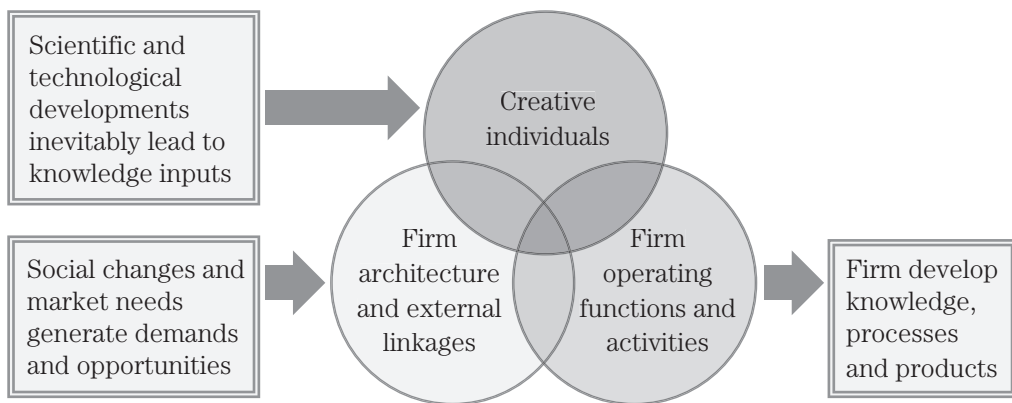 Scientific and
technological
developments
inevitably lead to
knowledge inputs
Creative
individuals
Social changes and
market needs
generate demands
and opportunities
Firm
architecture
and external
linkages
Firm
operating
functions and
activities
Firm develop
knowledge,
processes
and products